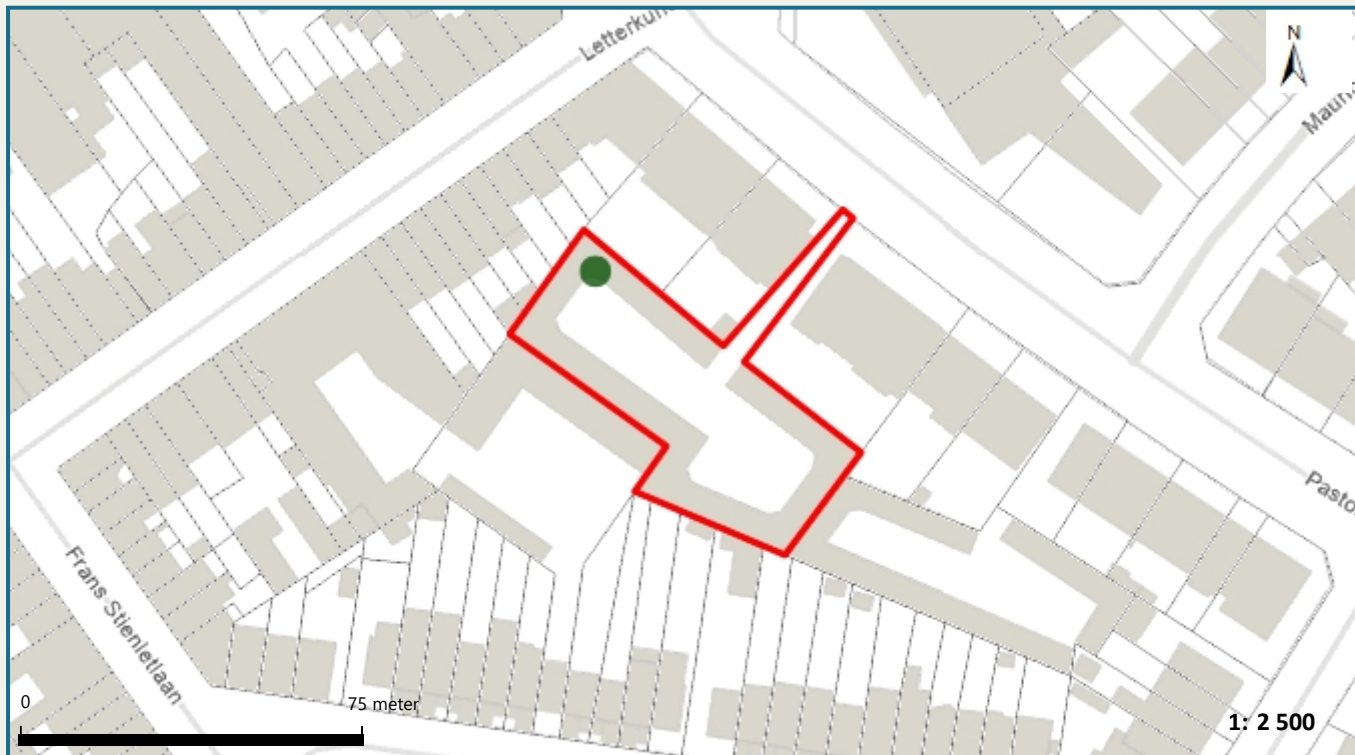 Letterkun
N
Mauri
Pasto
Frans Stienletlaan
0
75 meter
1: 2 500